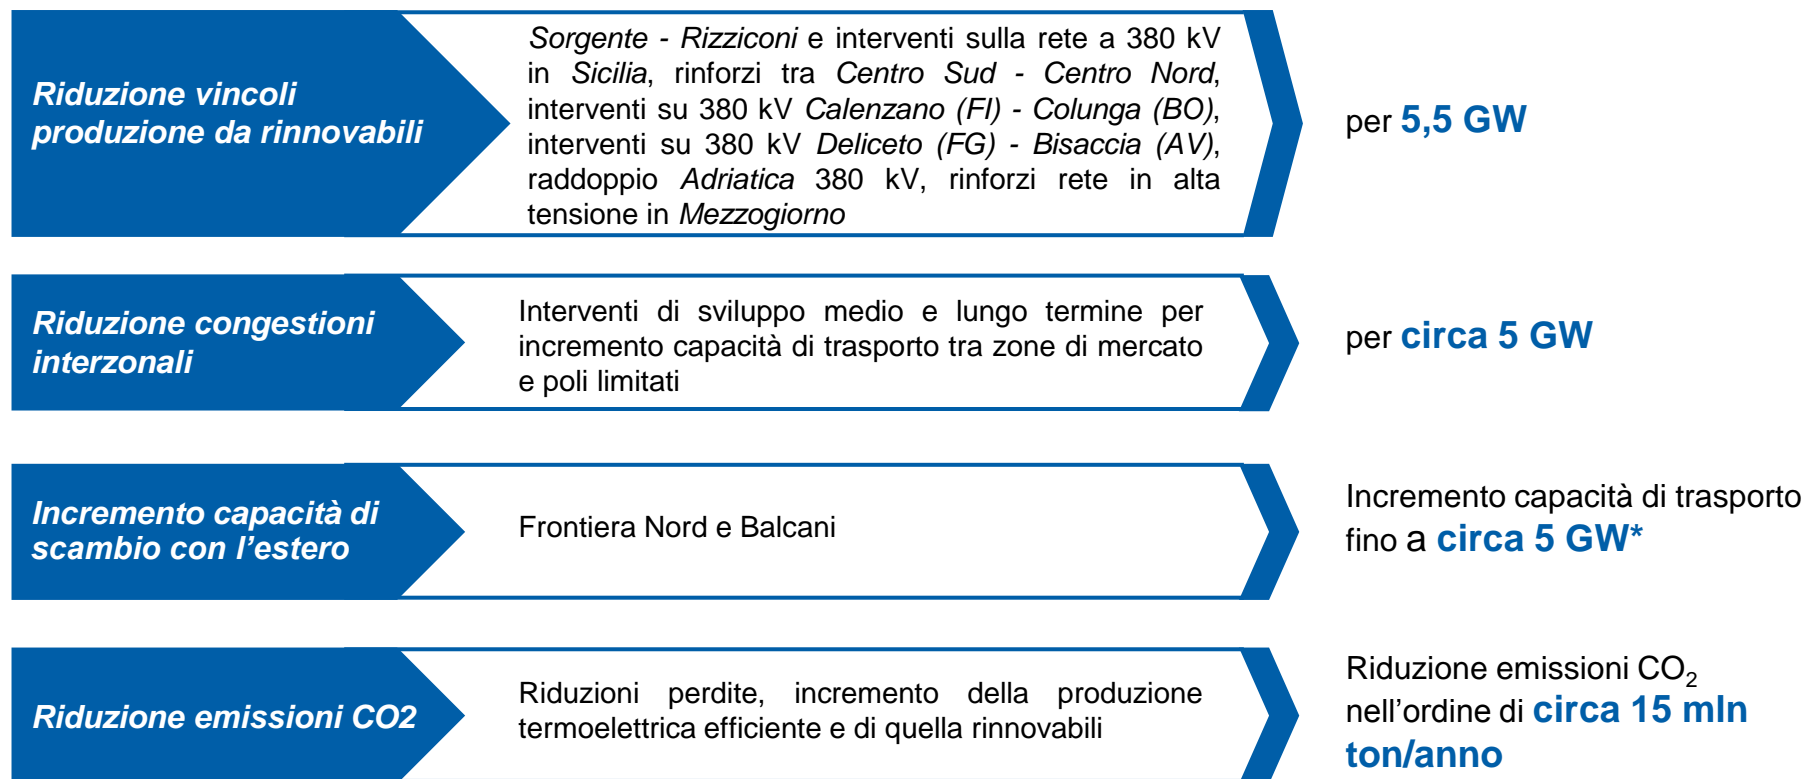 Riduzione vincoli
produzione da rinnovabili
Sorgente - Rizziconi e interventi sulla rete a 380 kV
in Sicilia, rinforzi tra Centro Sud - Centro Nord,
interventi su 380 kV Calenzano (FI) - Colunga (BO),
interventi su 380 kV Deliceto (FG) - Bisaccia (AV),
raddoppio Adriatica 380 kV, rinforzi rete in alta
tensione in Mezzogiorno
per 5,5 GW
Riduzione congestioni
interzonali
Interventi di sviluppo medio e lungo termine per
incremento capacità di trasporto tra zone di mercato
e poli limitati
per circa 5 GW
Incremento capacità di
scambio con l'estero
Frontiera Nord e Balcani
Incremento capacità di trasporto
fino a circa 5 GW*
Riduzione emissioni CO2
Riduzioni perdite, incremento della produzione
termoelettrica efficiente e di quella rinnovabili
Riduzione emissioni CO₂
nell'ordine di circa 15 mln
ton/anno